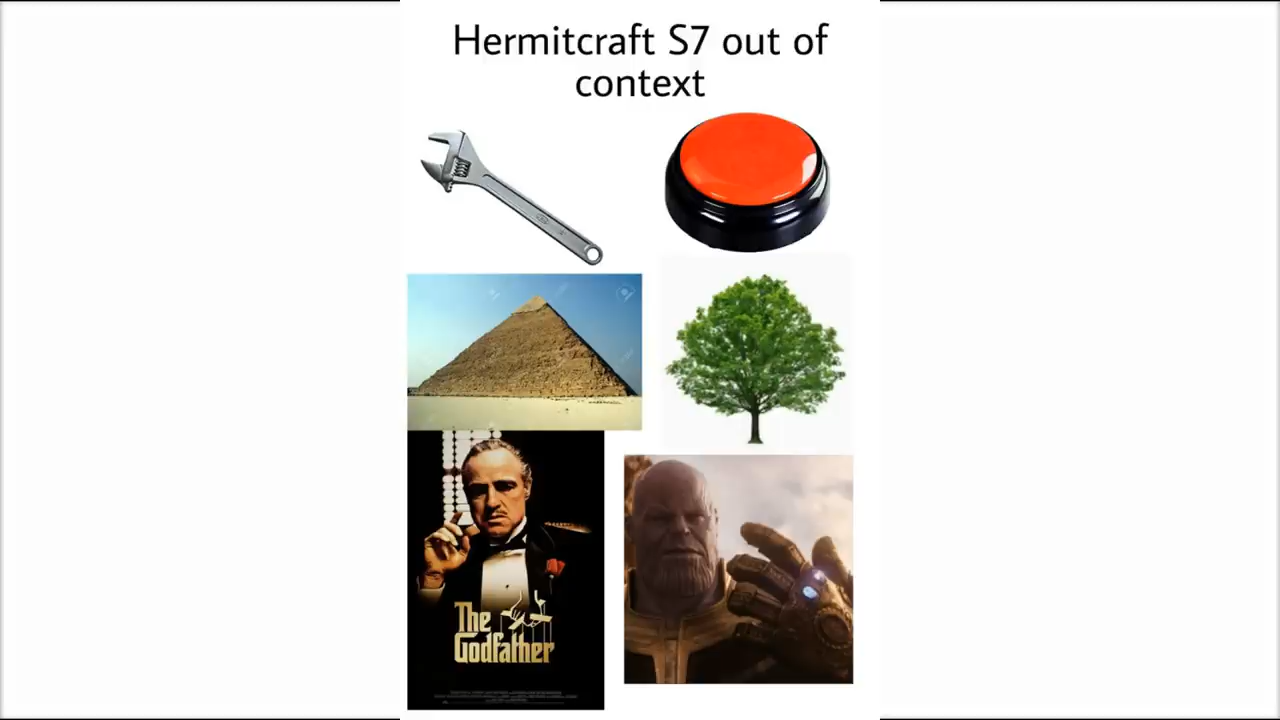 Hermitcraft S7 out of
context
The
Godfather